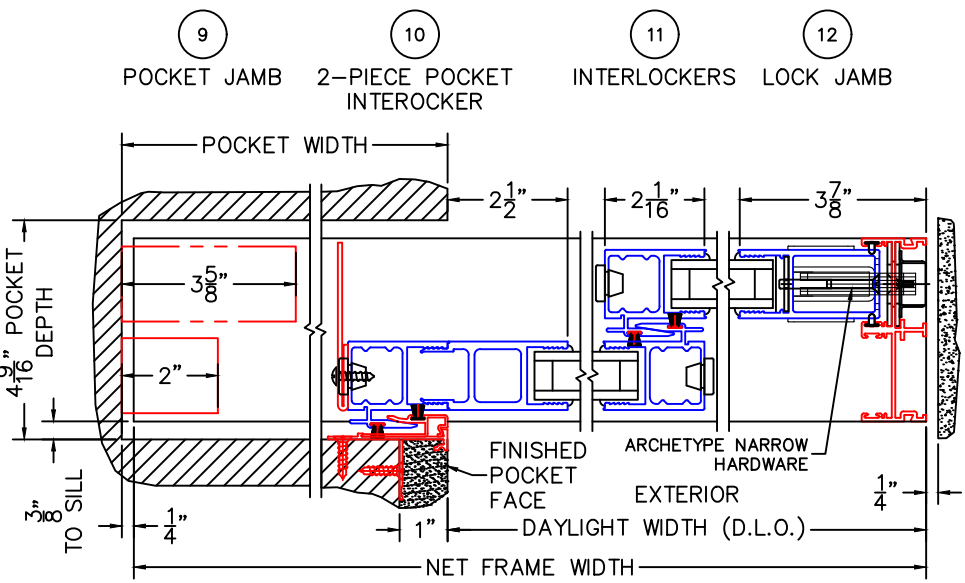 9
10
11
12
POCKET JAMB
2-PIECE POCKET
INTEROCKER
INTERLOCKERS
LOCK JAMB
POCKET WIDTH
2 1/2"
2 1/16"
3 7/8"
4 9/16" POCKET
DEPTH
3 5/8"
2"
FINISHED
POCKET
FACE
ARCHETYPE NARROW
HARDWARE
EXTERIOR
3/8"
TO SILL
1/4"
1"
DAYLIGHT WIDTH (D.L.O.)
1/4"
NET FRAME WIDTH